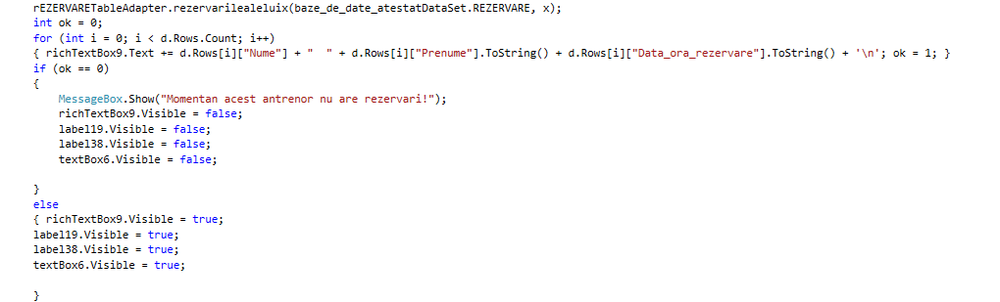 rEZERVARETableAdapter.rezervarilealeluix(baze_de_date_atestatDataSet.REZERVARE, x);
int ok = 0;
for (int i = 0; i < d.Rows.Count; i++)
{ richTextBox9.Text += d.Rows[i]["Nume"] + "  " + d.Rows[i]["Prenume"].ToString() + d.Rows[i]["Data_ora_rezervare"].ToString() + '\n'; ok = 1; }
if (ok == 0)
{
    MessageBox.Show("Momentan acest antrenor nu are rezervari!");
    richTextBox9.Visible = false;
    label19.Visible = false;
    label38.Visible = false;
    textBox6.Visible = false;
}
else
{ richTextBox9.Visible = true;
label19.Visible = true;
label38.Visible = true;
textBox6.Visible = true;
}